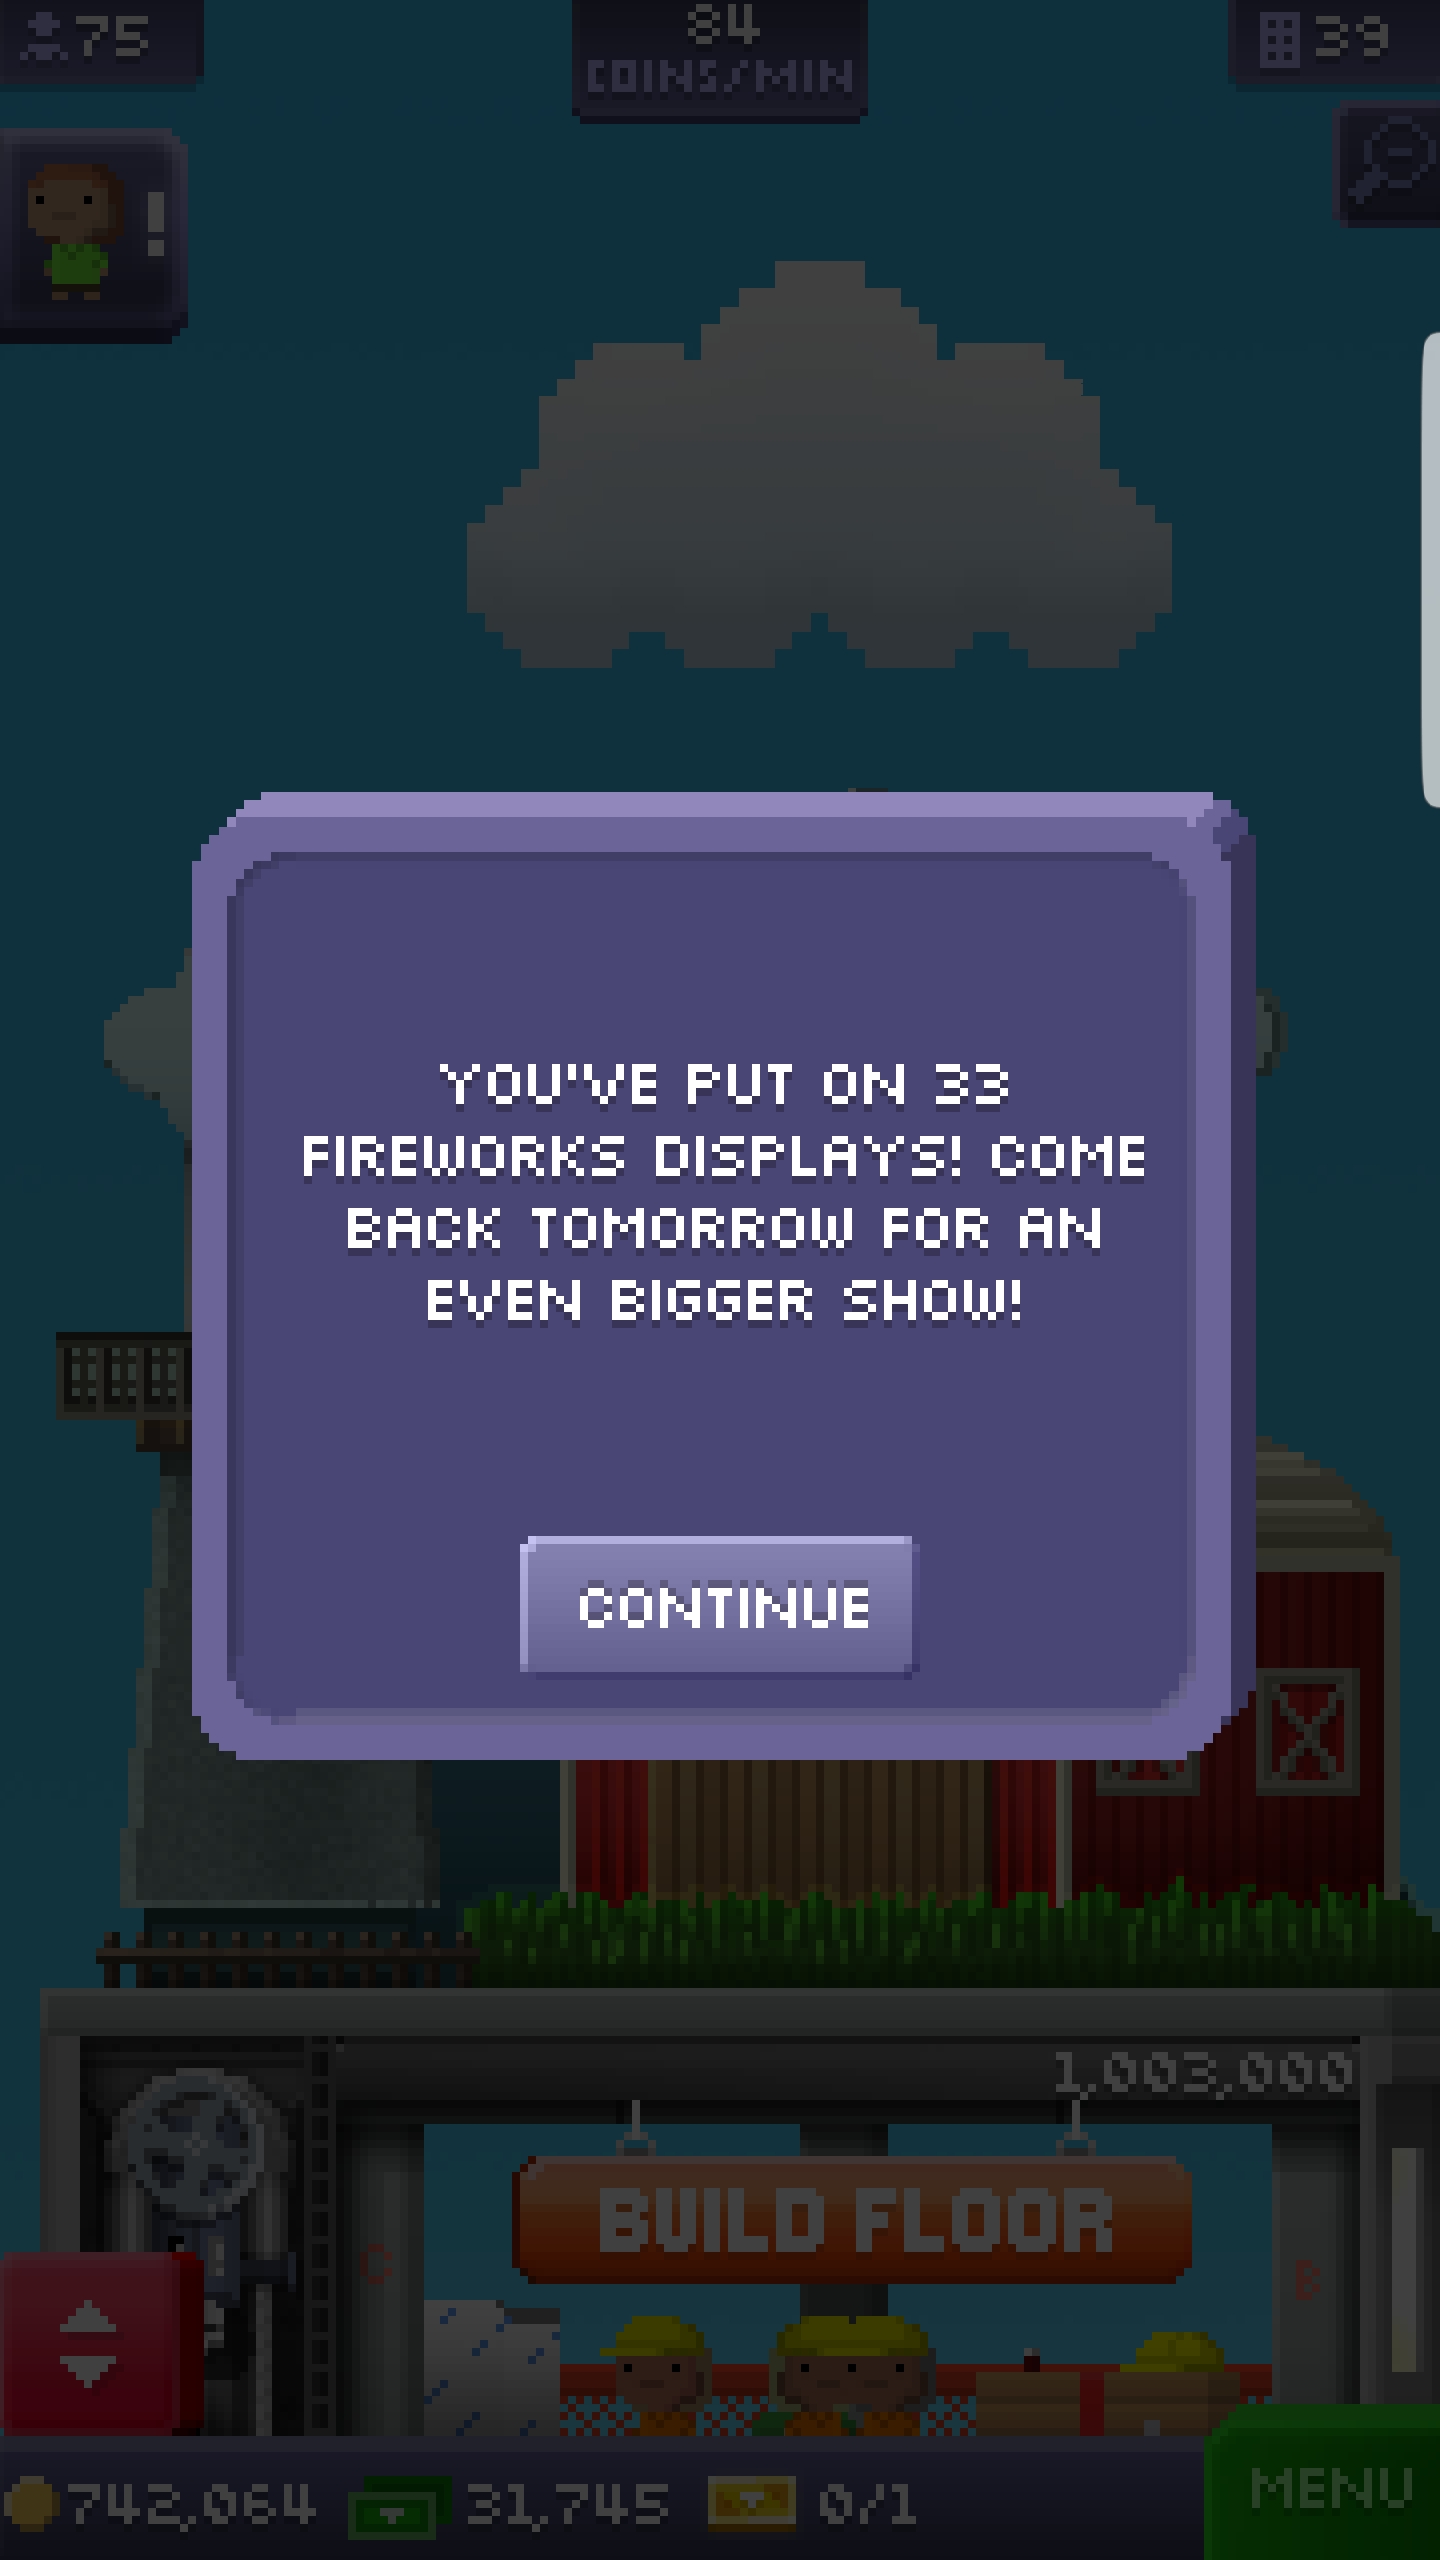 75
84
COINS/MIN
39
!
YOU'VE PUT ON 33
FIREWORKS DISPLAYS! COME
BACK TOMORROW FOR AN
EVEN BIGGER SHOW!
CONTINUE
1,003,000
BUILD FLOOR
C
B
742,064
31,745
0/1
MENU